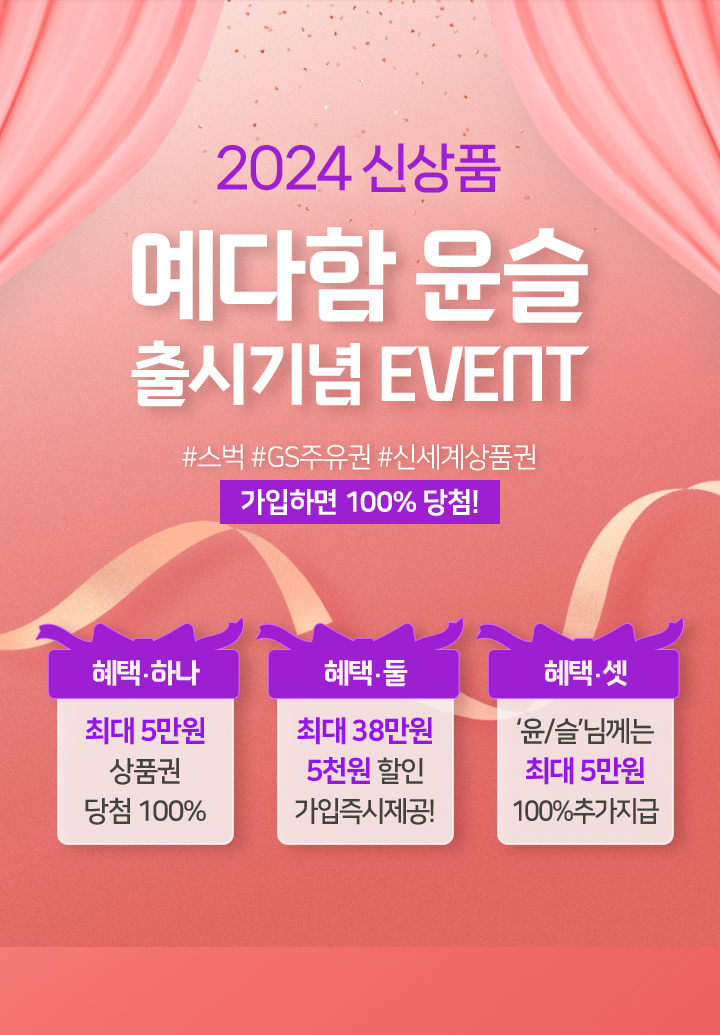 2024 신상품
예다함 윤슬
출시기념 EVENT
#스벅 #GS주유권 #신세계상품권
가입하면 100% 당첨!
혜택·하나
최대 5만원
상품권
당첨 100%
혜택·둘
최대 38만원
5천원 할인
가입즉시제공!
혜택·셋
‘윤/슬’님께는
최대 5만원
100%추가지급